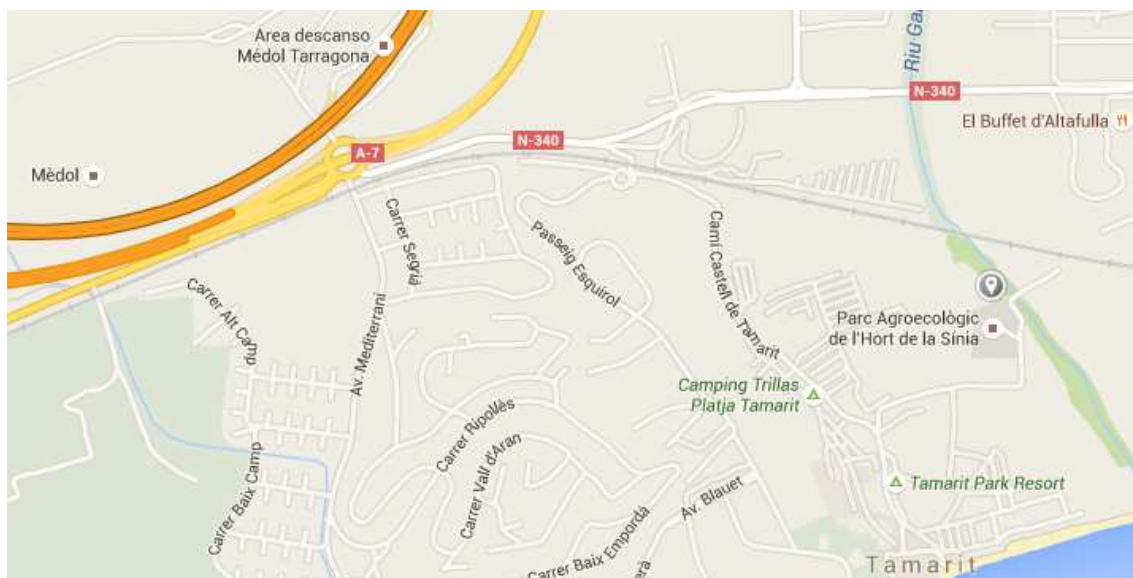 Area descanso
Mèdol Tarragona
Riu Ga
N-340
El Buffet d'Altafulla
N-340
A-7
Mèdol
Carrer Segrià
Passeig Esquirol
Camí Castell de Tamarit
Carrer Alt Camp
Av. Mediterrani
Parc Agroecològic
de l'Hort de la Sínia
Camping Trillas
Platja Tamarit
Carrer Ripollès
Carrer Vall d'Aran
Carrer Baix Camp
Av. Blauet
Tamarit Park Resort
Carrer Baix Empordà
erà
Tamarit